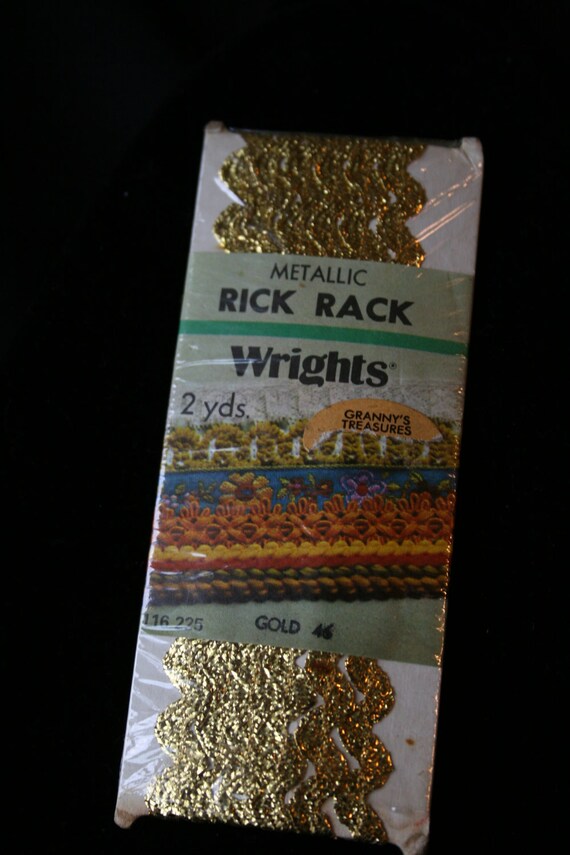 METALLIC
RICK RACK
Wrights®
2 yds.
GRANNY'S
TREASURES
116 225
GOLD 46